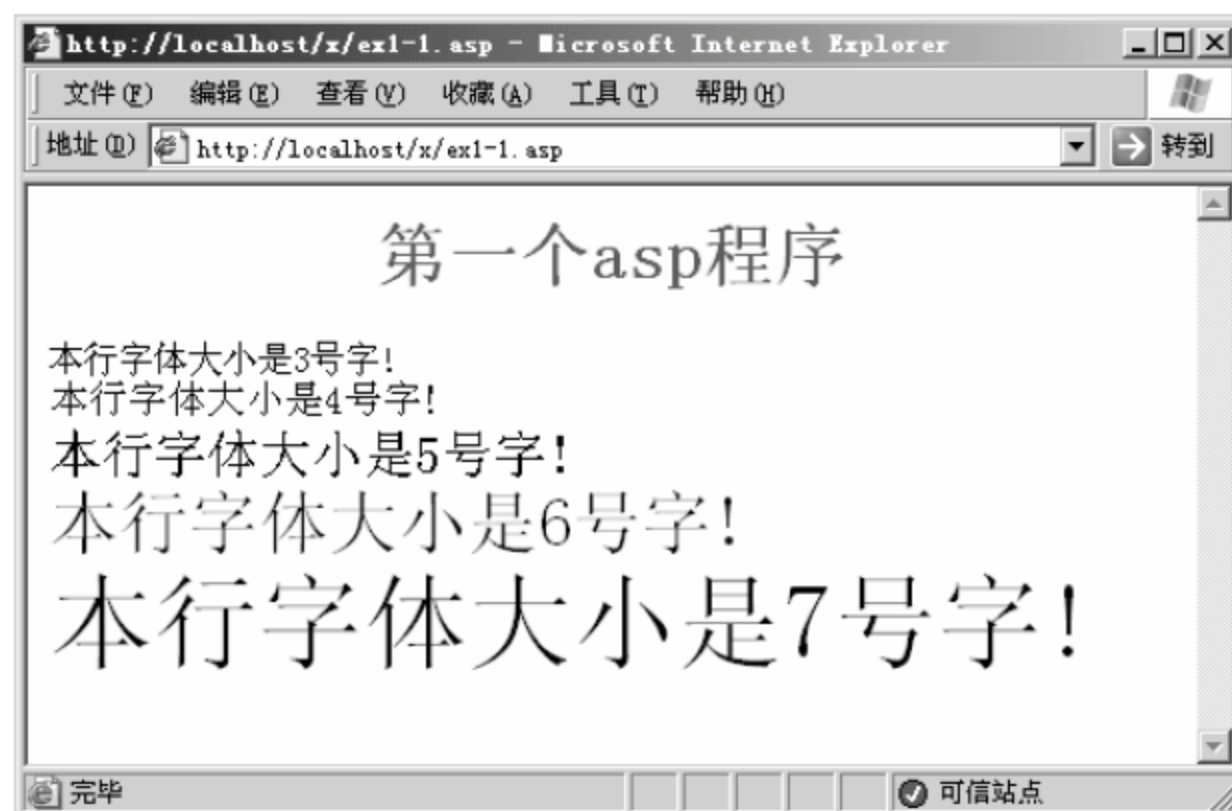 http://localhost/x/ex1-1.asp - Microsoft Internet Explorer
文件(F) 编辑(E) 查看(V) 收藏(A) 工具(T) 帮助(H)
地址(D) http://localhost/x/ex1-1.asp 转到
第一个asp程序
本行字体大小是3号字!
本行字体大小是4号字!
本行字体大小是5号字!
本行字体大小是6号字!
本行字体大小是7号字!
完毕 可信站点